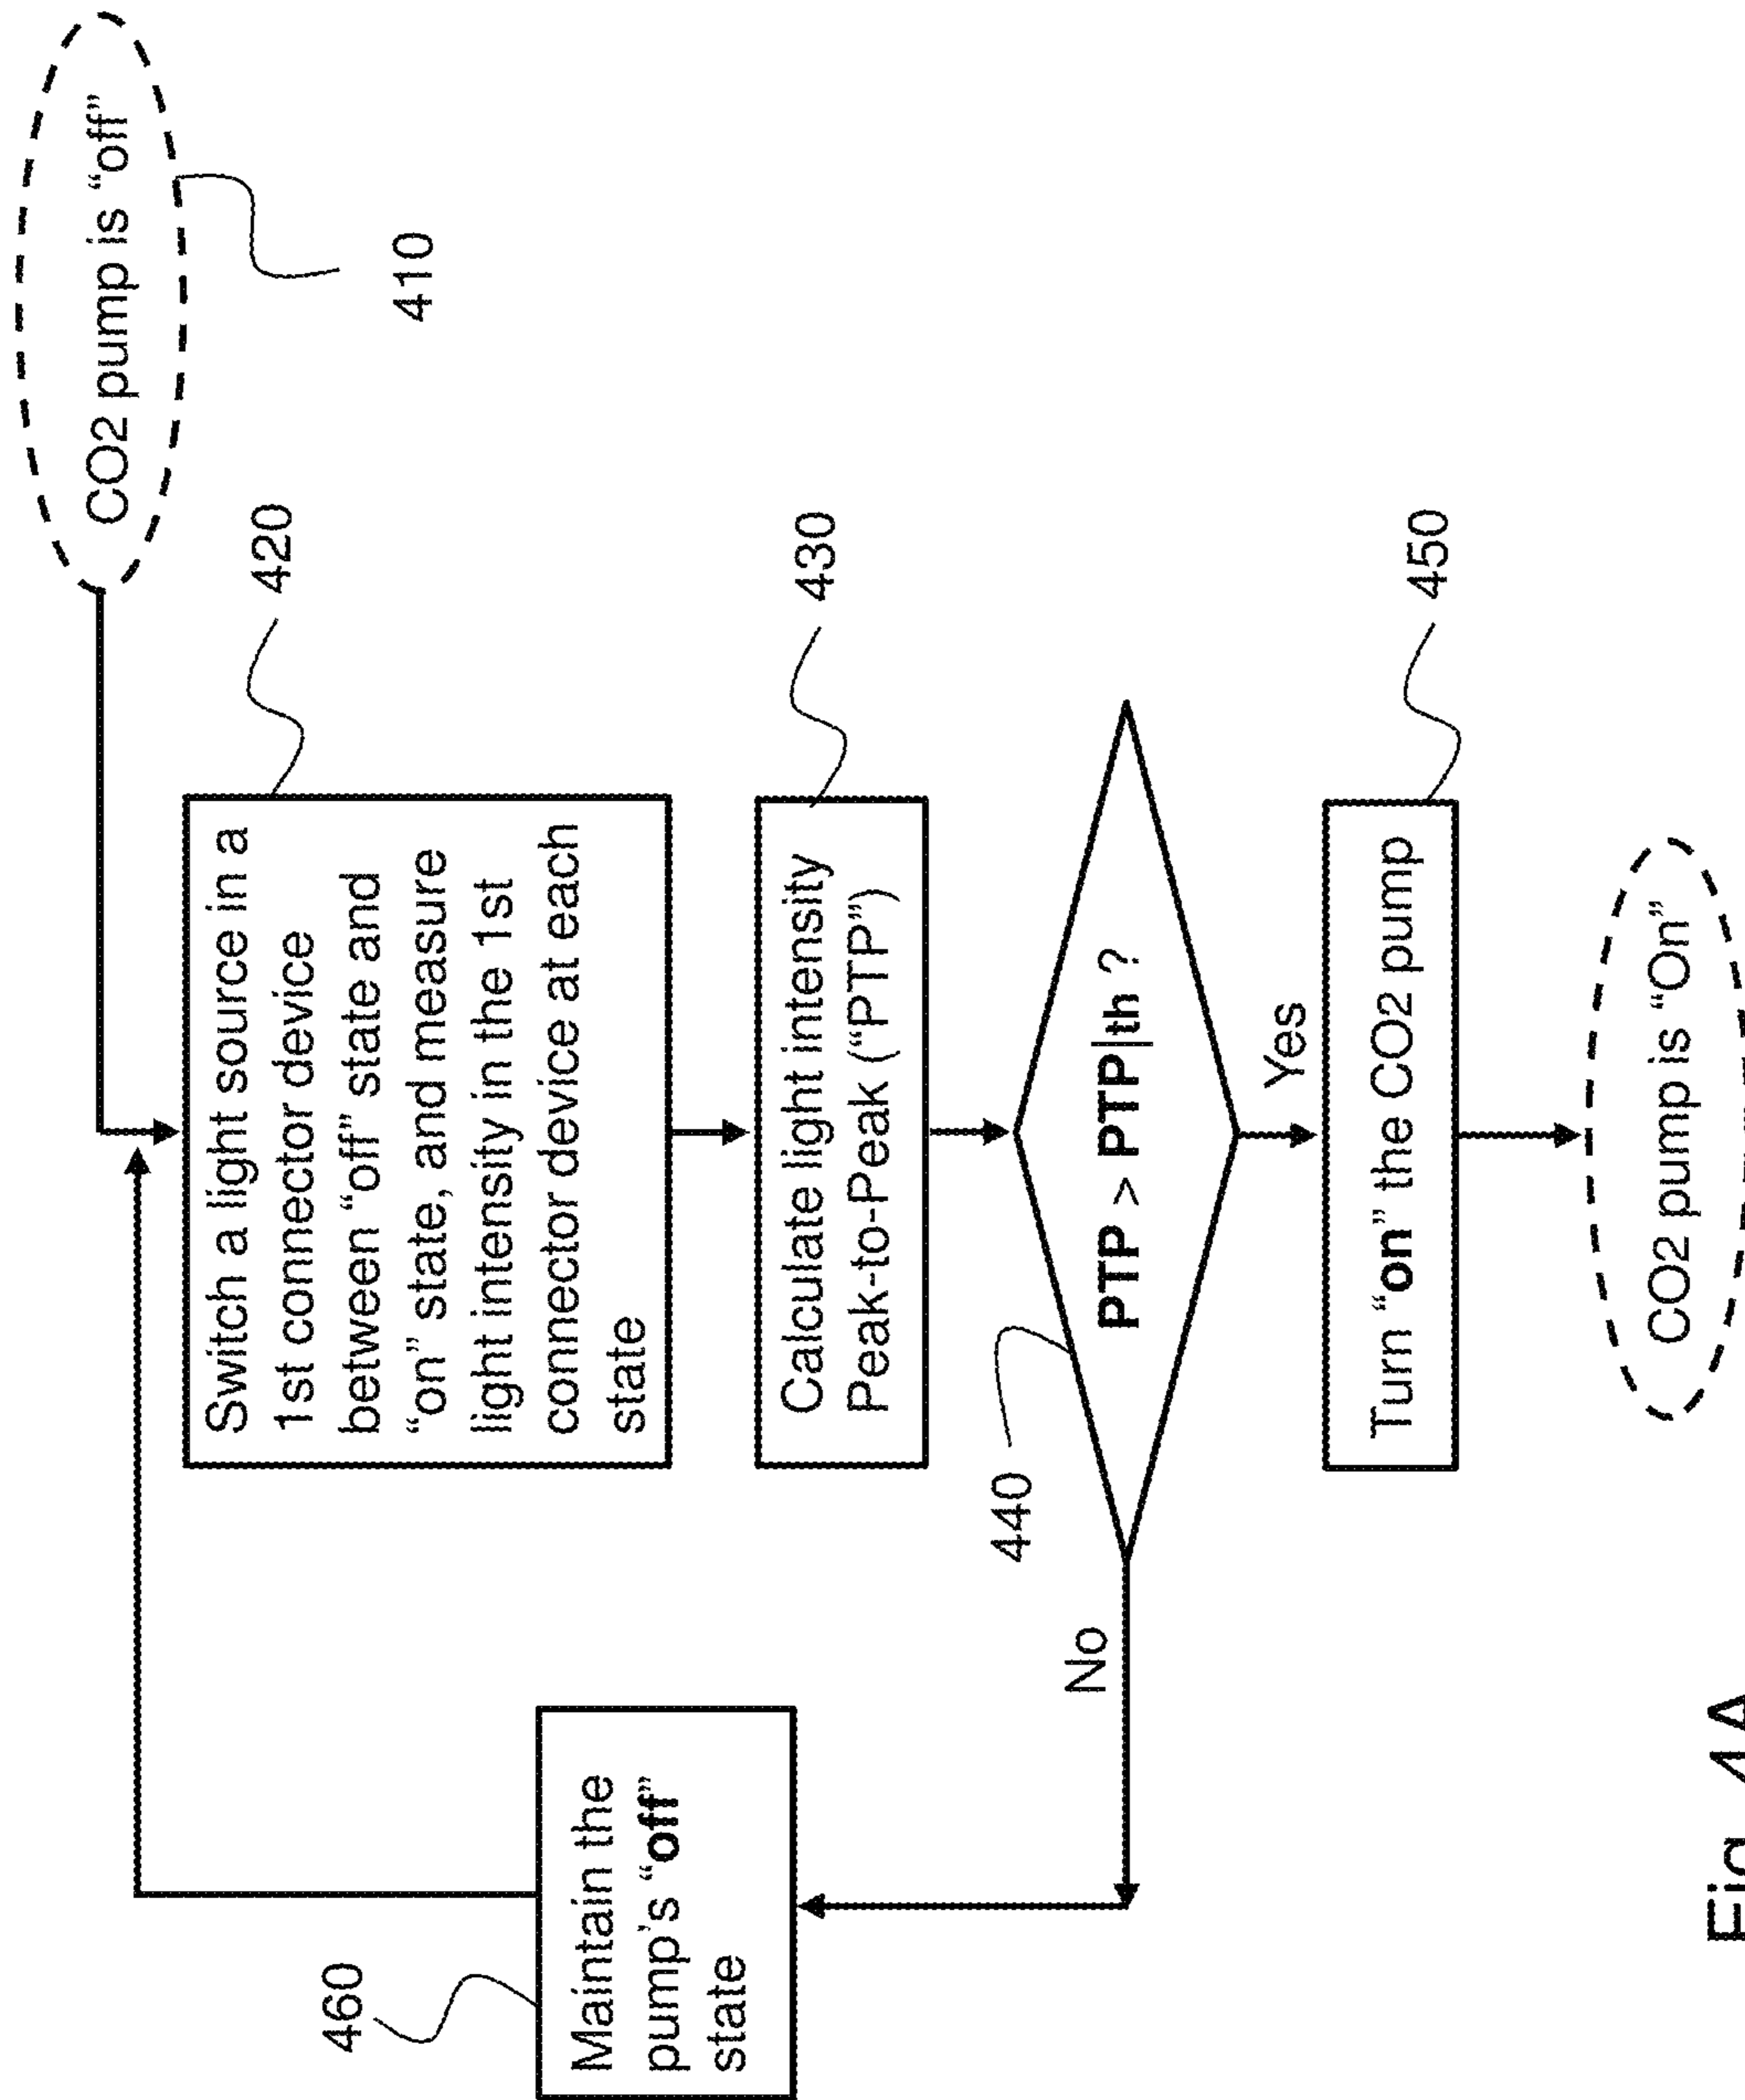 CO2 pump is “off”
410
Switch a light source in a
1st connector device
between “off” state and
“on” state, and measure
light intensity in the 1st
connector device at each
state
420
Calculate light intensity
Peak-to-Peak (“PTP”)
430
440
PTP > PTP|th ?
No
Yes
Maintain the
pump’s “off”
state
460
Turn “on” the CO2 pump
450
CO2 pump is “On”
Fig. 4A